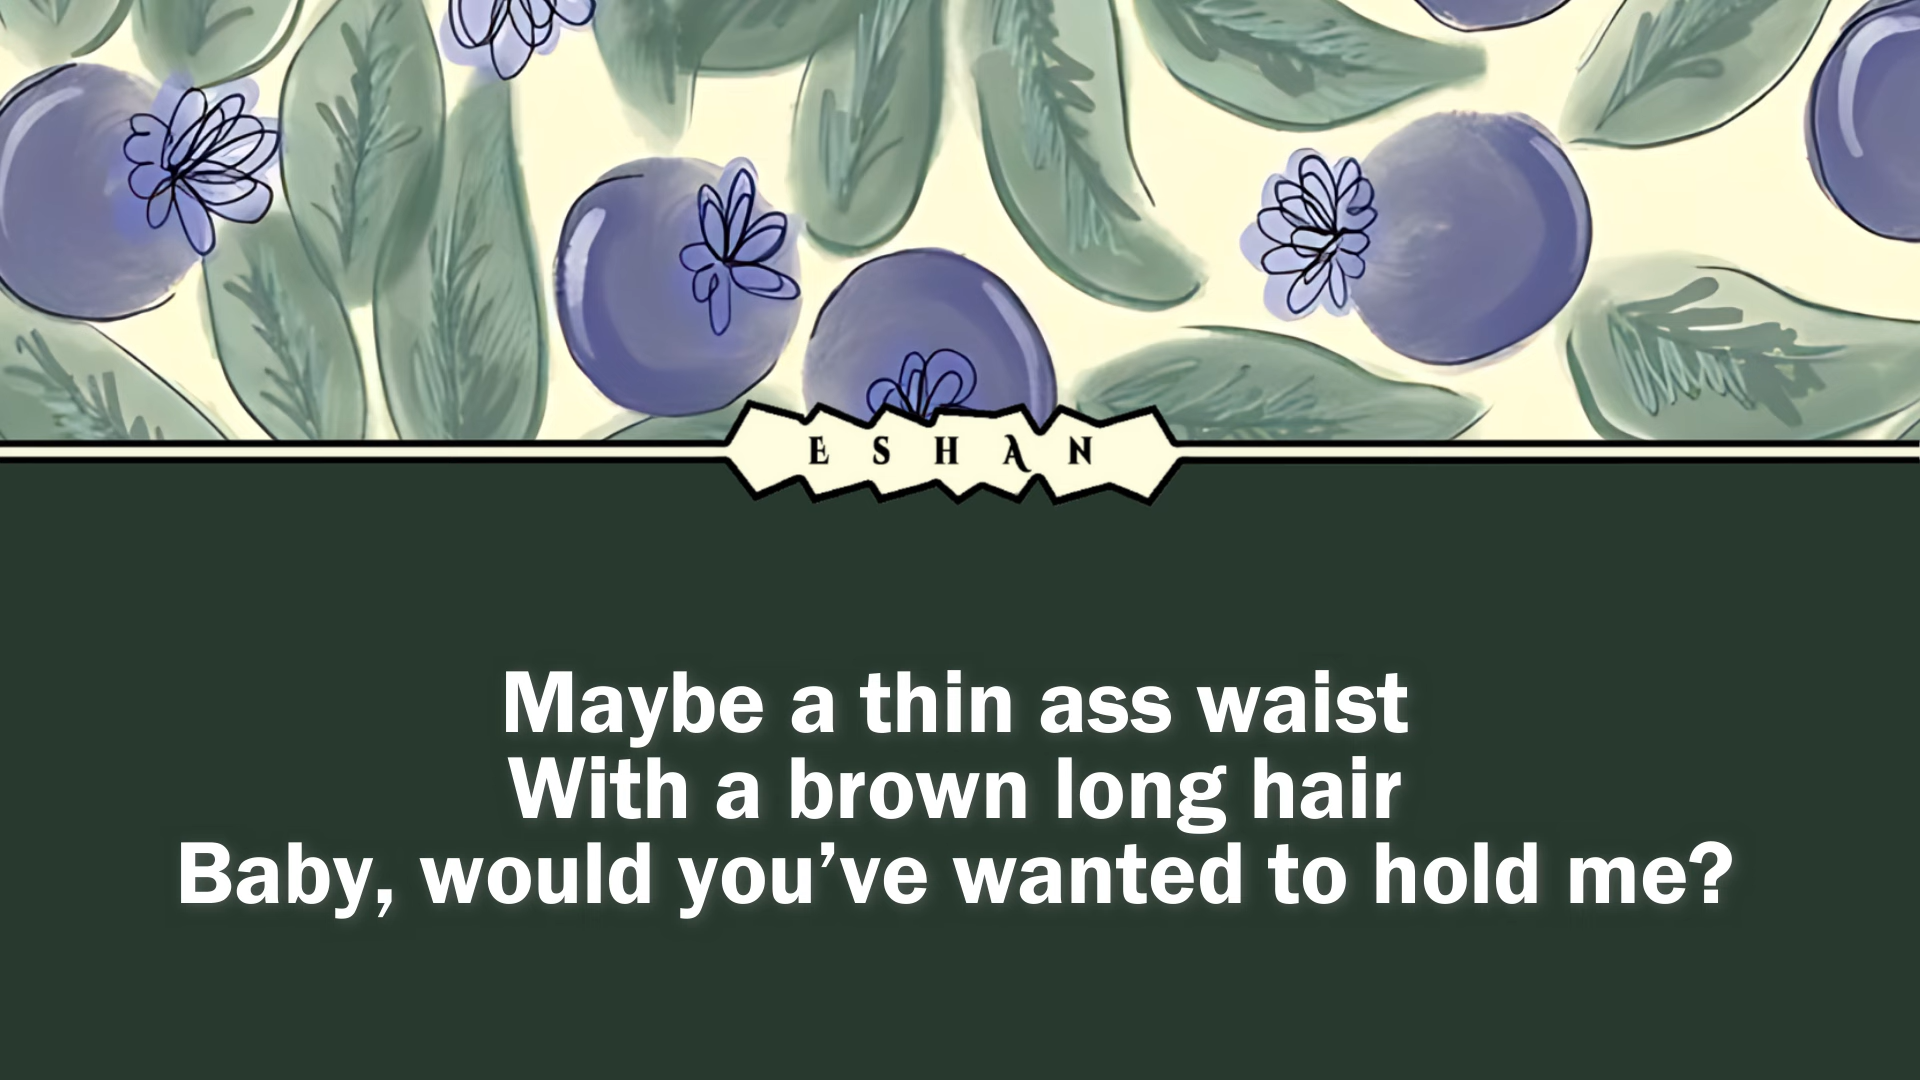 ESHAN
Maybe a thin ass waist
With a brown long hair
Baby, would you’ve wanted to hold me?